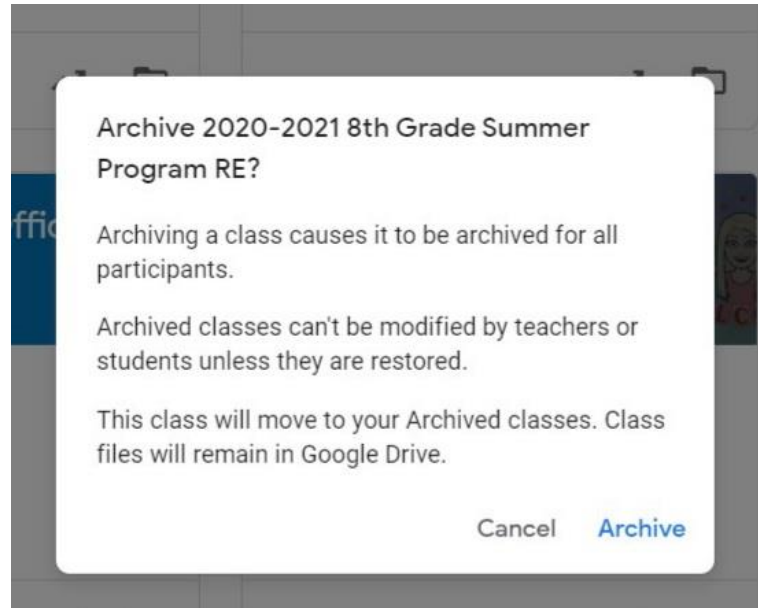 Archive 2020-2021 8th Grade Summer
Program RE?
Archiving a class causes it to be archived for all
participants.
Archived classes can't be modified by teachers or
students unless they are restored.
This class will move to your Archived classes. Class
files will remain in Google Drive.
Cancel Archive